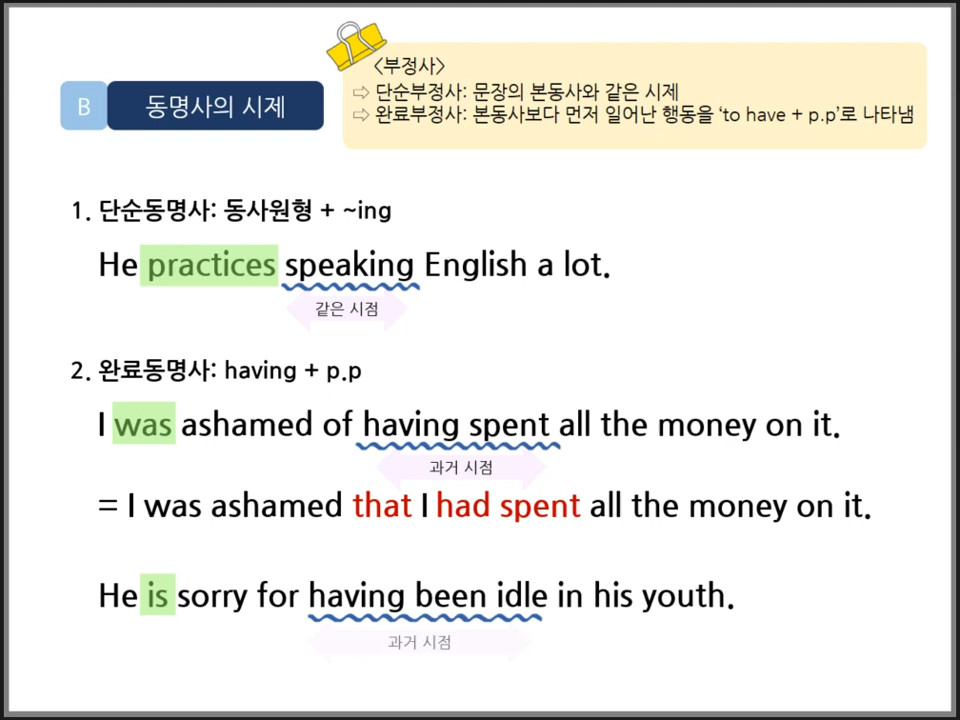 <부정사>
⇨ 단순부정사: 문장의 본동사와 같은 시제
⇨ 완료부정사: 본동사보다 먼저 일어난 행동을 ‘to have + p.p’로 나타냄
B 동명사의 시제
1. 단순동명사: 동사원형 + ~ing
He practices speaking English a lot.
같은 시점
2. 완료동명사: having + p.p
I was ashamed of having spent all the money on it.
과거 시점
= I was ashamed that I had spent all the money on it.
He is sorry for having been idle in his youth.
과거 시점